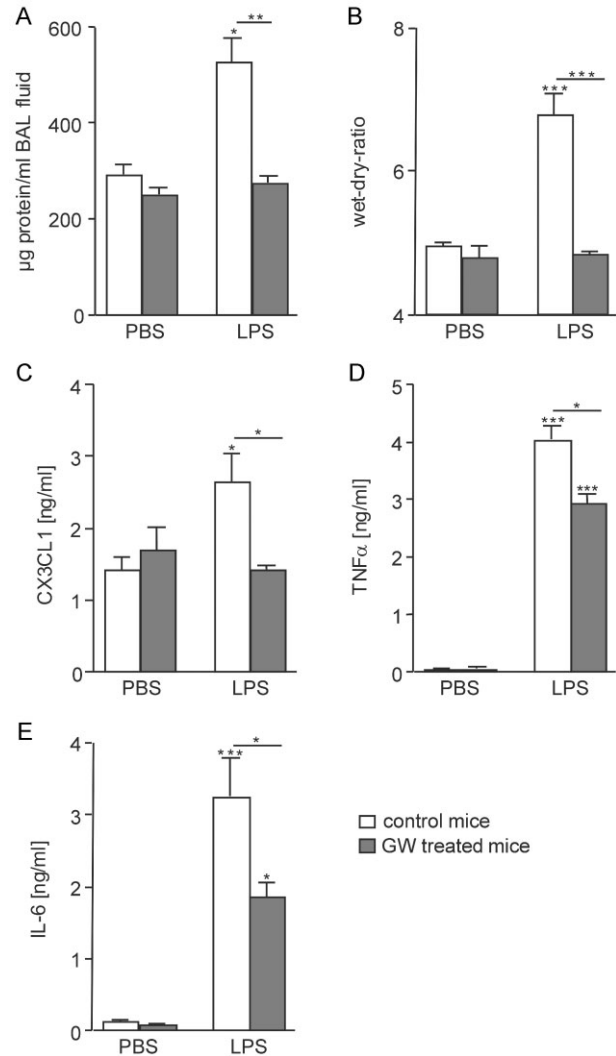 A
600
400
200
0
µg protein/ml BAL fluid
*
**
PBS
LPS
B
8
6
4
wet-dry-ratio
***
***
PBS
LPS
C
4
3
2
1
0
CX3CL1 [ng/ml]
*
*
PBS
LPS
D
5
4
3
2
1
0
TNFα [ng/ml]
***
*
***
PBS
LPS
E
4
3
2
1
0
IL-6 [ng/ml]
***
*
*
PBS
LPS
control mice
GW treated mice